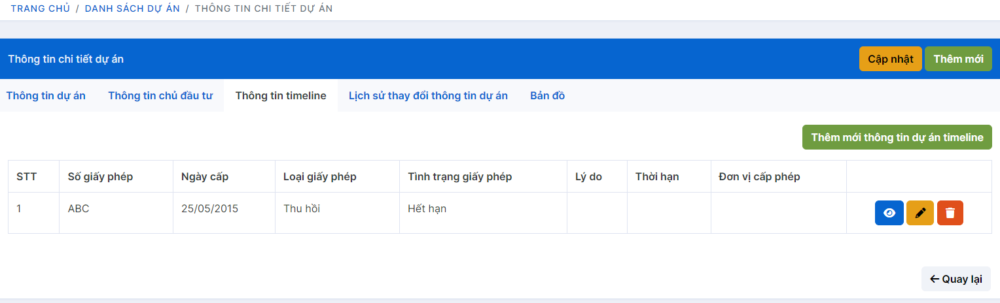 TRANG CHỦ / DANH SÁCH DỰ ÁN / THÔNG TIN CHI TIẾT DỰ ÁN
Thông tin chi tiết dự án Cập nhật Thêm mới
Thông tin dự án Thông tin chủ đầu tư Thông tin timeline Lịch sử thay đổi thông tin dự án Bản đồ
Thêm mới thông tin dự án timeline
STT Số giấy phép Ngày cấp Loại giấy phép Tình trạng giấy phép Lý do Thời hạn Đơn vị cấp phép
1 ABC 25/05/2015 Thu hồi Hết hạn
Quay lại